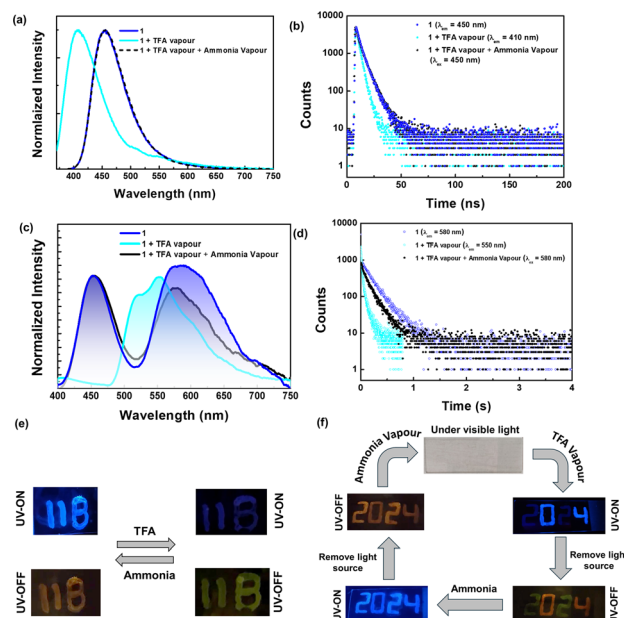 (a)
1
1 + TFA vapour
1 + TFA vapour + Ammonia Vapour
Normlaized Intensity
400 450 500 550 600 650 700 750
Wavelength (nm)
(b)
10000
1000
100
10
1
1 (λem = 450 nm)
1 + TFA vapour (λem = 410 nm)
1 + TFA vapour + Ammonia Vapour
(λex = 450 nm)
Counts
0 50 100 150 200
Time (ns)
(c)
1
1 + TFA vapour
1 + TFA vapour + Ammonia Vapour
Normalized Intensity
400 450 500 550 600 650 700 750
Wavelength (nm)
(d)
10000
1000
100
10
1
1 (λem = 580 nm)
1 + TFA vapour (λem = 550 nm)
1 + TFA vapour + Ammonia Vapour (λex = 580 nm)
Counts
0 1 2 3 4
Time (s)
(e)
UV-ON
118
118
UV-ON
TFA
Ammonia
UV-OFF
118
118
UV-OFF
(f)
Under visible light
Ammonia Vapour
TFA Vapour
UV-OFF
2024
2024
UV-ON
Remove light
source
Remove light
source
UV-ON
2024
Ammonia
2024
UV-OFF